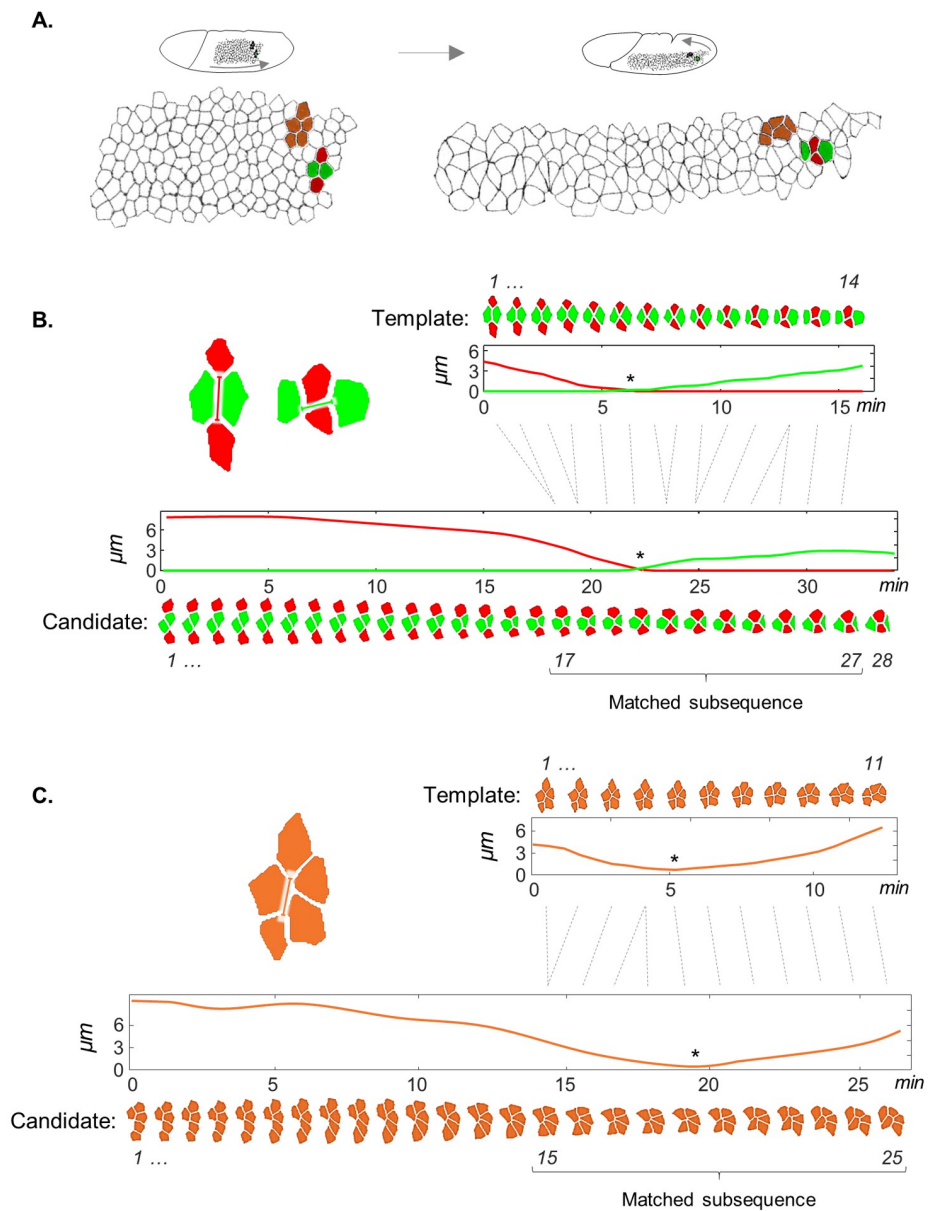 A.
B.
1 ... 14
Template:
μm
6
3
0
*
0 5 10 15 min
μm
6
3
0
*
0 5 10 15 20 25 30 min
Candidate:
1 ... 17 27 28
Matched subsequence
C.
1 ... 11
Template:
μm
6
3
0
*
0 5 10 min
μm
6
3
0
*
0 5 10 15 20 25 min
Candidate:
1 ... 15 25
Matched subsequence